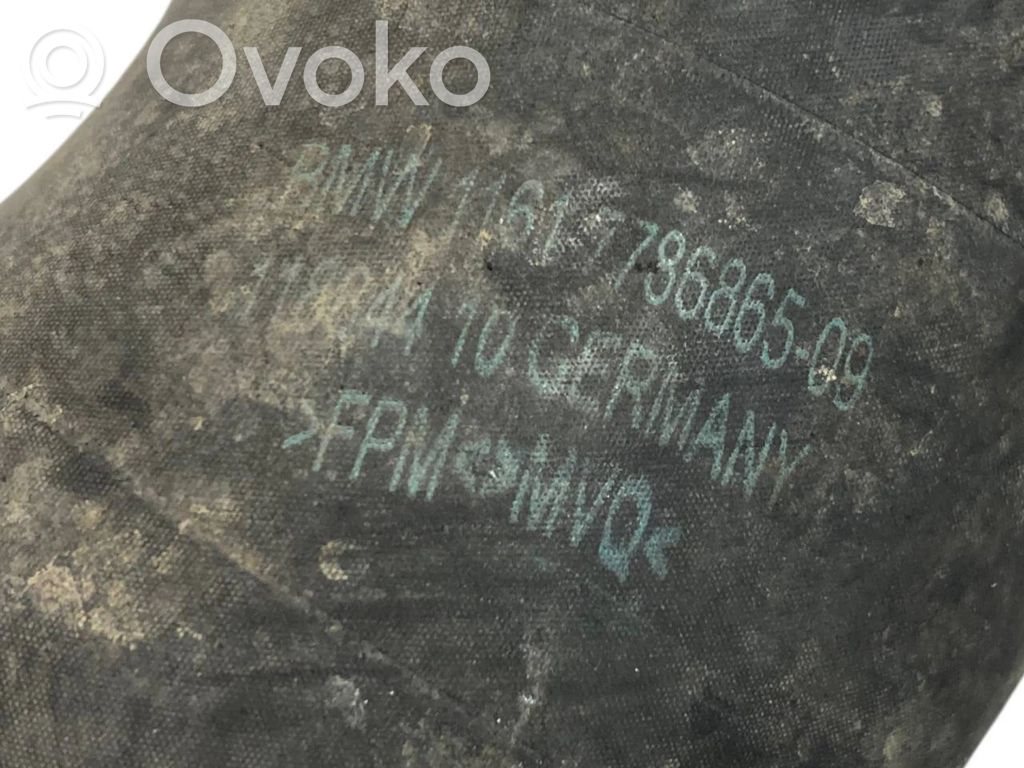 Ovoko
BMW 1161 7786865-09
10 GERMANY
>FPM<>MVQ<